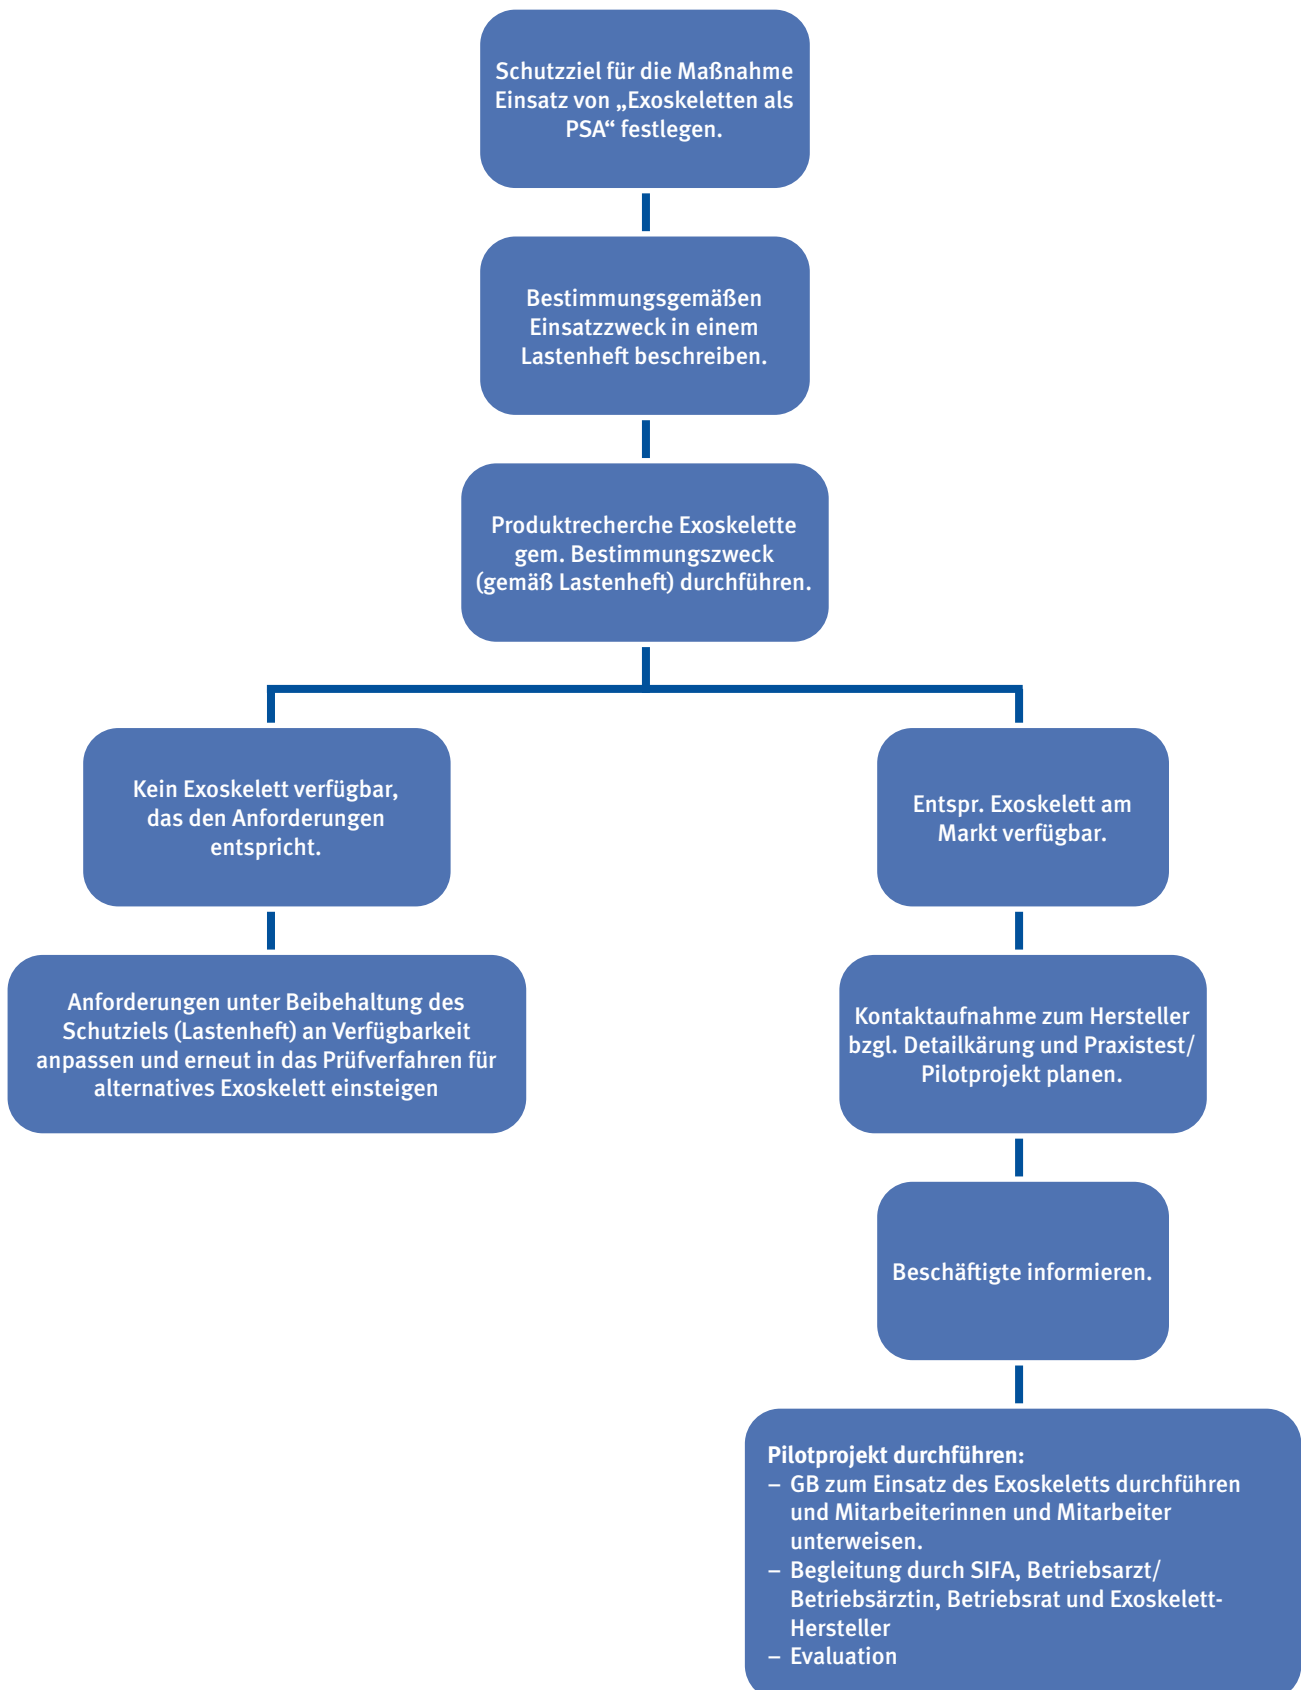 Schutzziel für die Maßnahme
Einsatz von „Exoskeletten als
PSA“ festlegen.
Bestimmungsgemäßen
Einsatzzweck in einem
Lastenheft beschreiben.
Produktrecherche Exoskelette
gem. Bestimmungszweck
(gemäß Lastenheft) durchführen.
Kein Exoskelett verfügbar,
das den Anforderungen
entspricht.
Anforderungen unter Beibehaltung des
Schutziels (Lastenheft) an Verfügbarkeit
anpassen und erneut in das Prüfverfahren für
alternatives Exoskelett einsteigen
Entspr. Exoskelett am
Markt verfügbar.
Kontaktaufnahme zum Hersteller
bzgl. Detailkärung und Praxistest/
Pilotprojekt planen.
Beschäftigte informieren.
Pilotprojekt durchführen:
– GB zum Einsatz des Exoskeletts durchführen
und Mitarbeiterinnen und Mitarbeiter
unterweisen.
– Begleitung durch SIFA, Betriebsarzt/
Betriebsärztin, Betriebsrat und Exoskelett-
Hersteller
– Evaluation